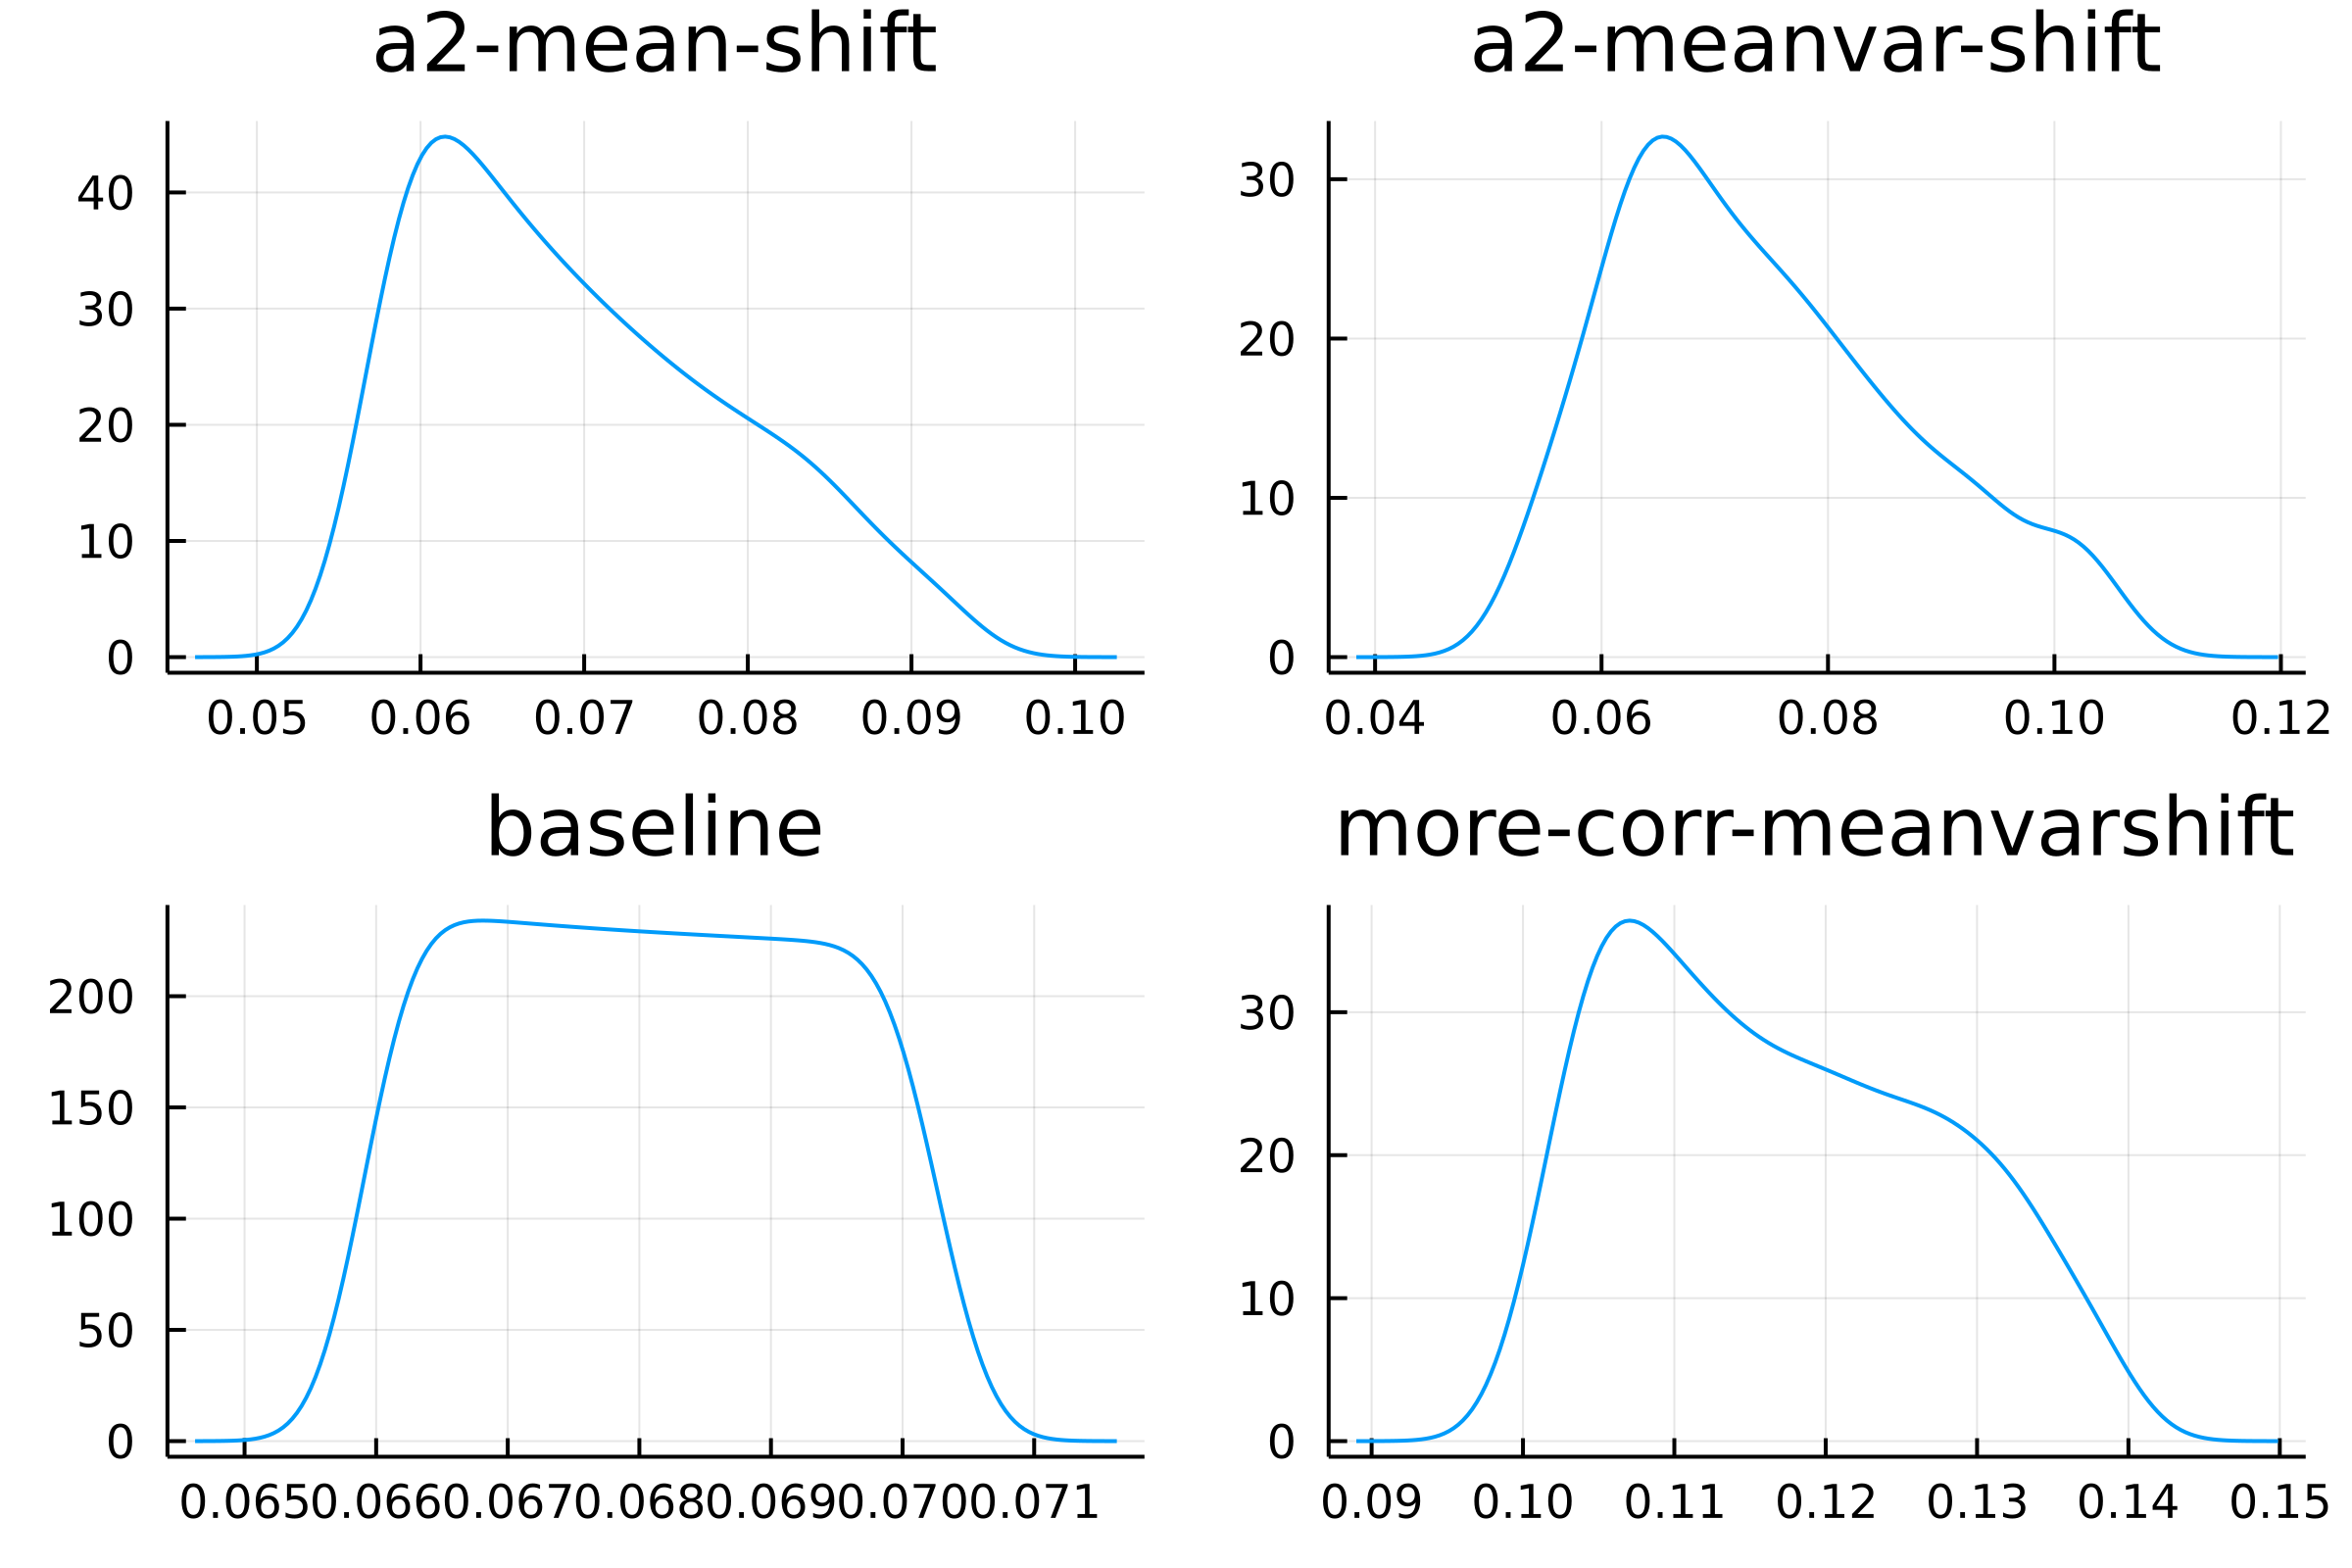 a2-mean-shift
40
30
20
10
0
0.05 0.06 0.07 0.08 0.09 0.10
a2-meanvar-shift
30
20
10
0
0.04 0.06 0.08 0.10 0.12
baseline
200
150
100
50
0
0.065 0.066 0.067 0.068 0.069 0.070 0.071
more-corr-meanvarshift
30
20
10
0
0.09 0.10 0.11 0.12 0.13 0.14 0.15